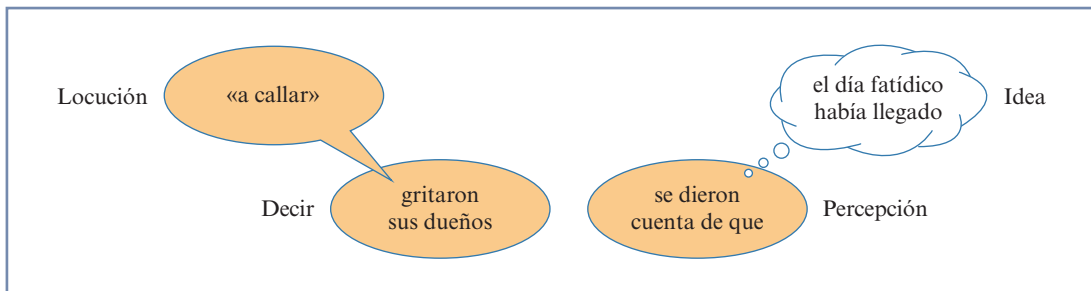 Locución
«a callar»
Decir
gritaron
sus dueños
el día fatídico
había llegado
Idea
se dieron
cuenta de que
Percepción